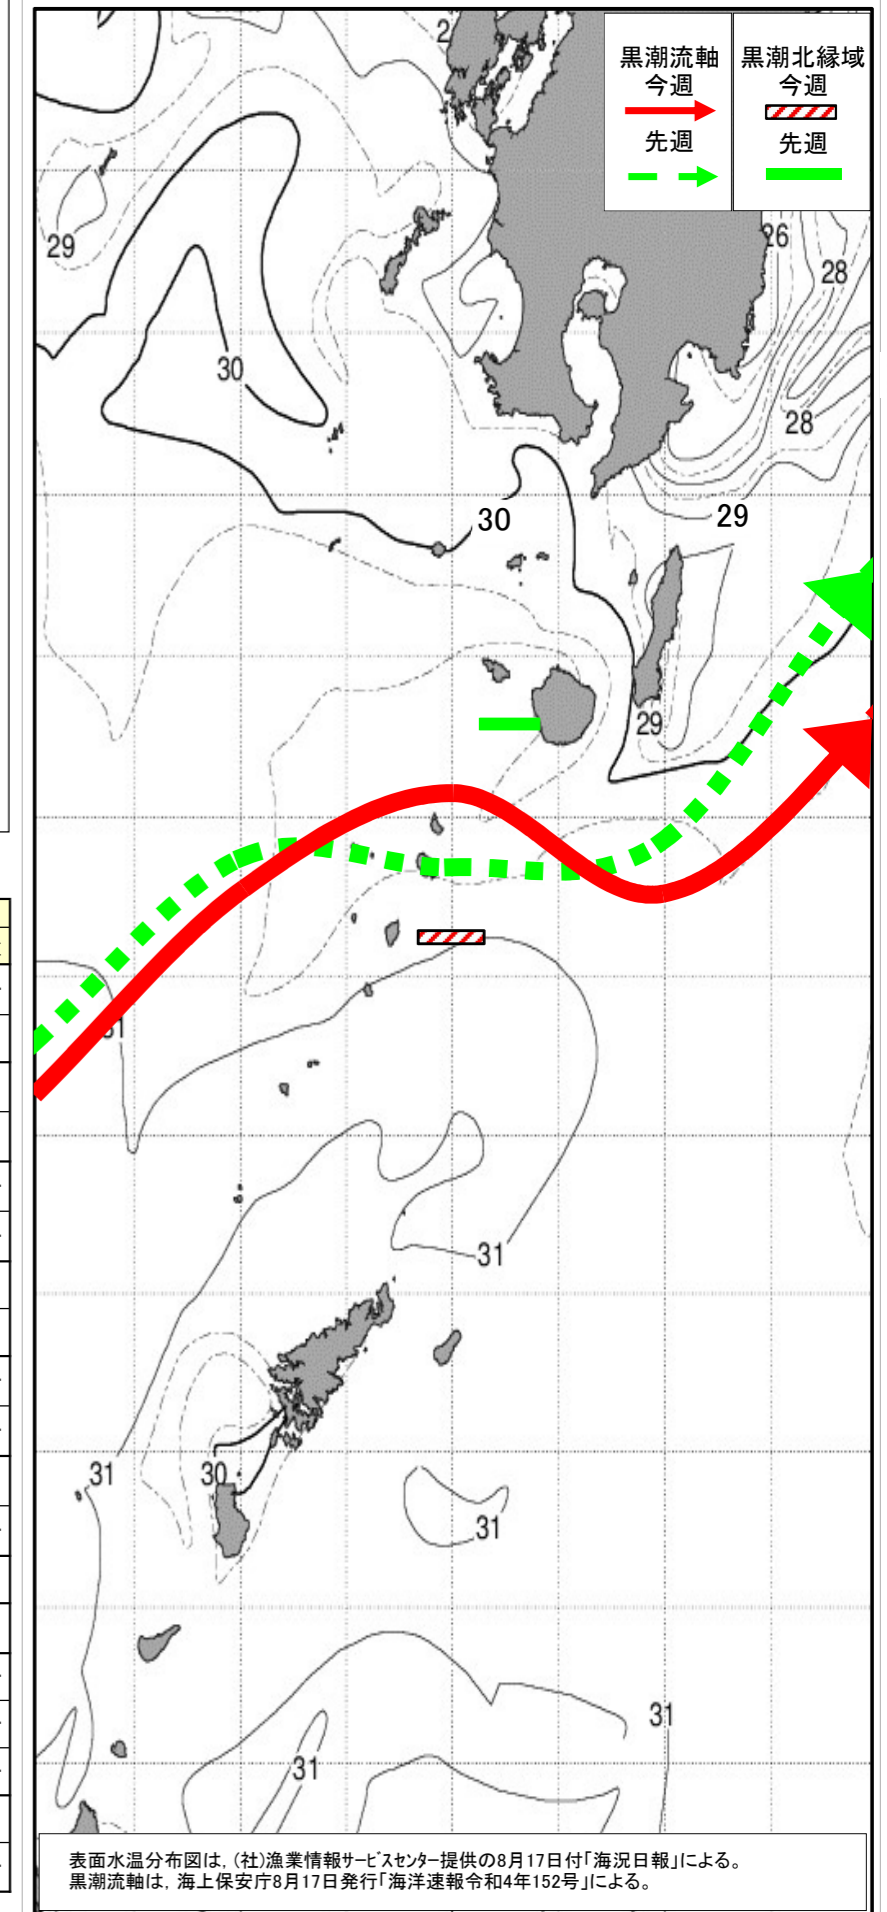 黒潮流軸
今週
先週
黒潮北縁域
今週
先週
2
26
29
28
30
28
30
29
29
31
31
31
30
31
31
31
表面水温分布図は，(社)漁業情報サービスセンター提供の8月17日付「海況日報」による。
黒潮流軸は，海上保安庁8月17日発行「海洋速報令和4年152号」による。